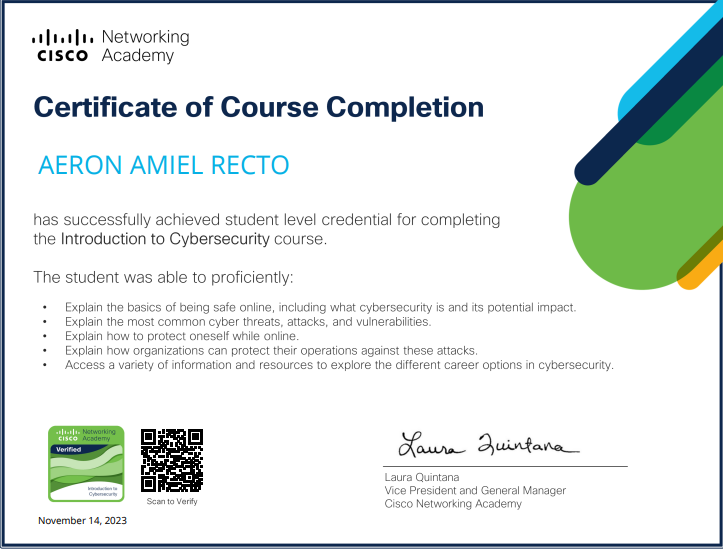 CISCO Networking
Academy
Certificate of Course Completion
AERON AMIEL RECTO
has successfully achieved student level credential for completing
the Introduction to Cybersecurity course.
The student was able to proficiently:
• Explain the basics of being safe online, including what cybersecurity is and its potential impact.
• Explain the most common cyber threats, attacks, and vulnerabilities.
• Explain how to protect oneself while online.
• Explain how organizations can protect their operations against these attacks.
• Access a variety of information and resources to explore the different career options in cybersecurity.
CISCO Networking
Academy
Verified
Introduction to
Cybersecurity
Scan to Verify
November 14, 2023
Laura Quintana
Laura Quintana
Vice President and General Manager
Cisco Networking Academy